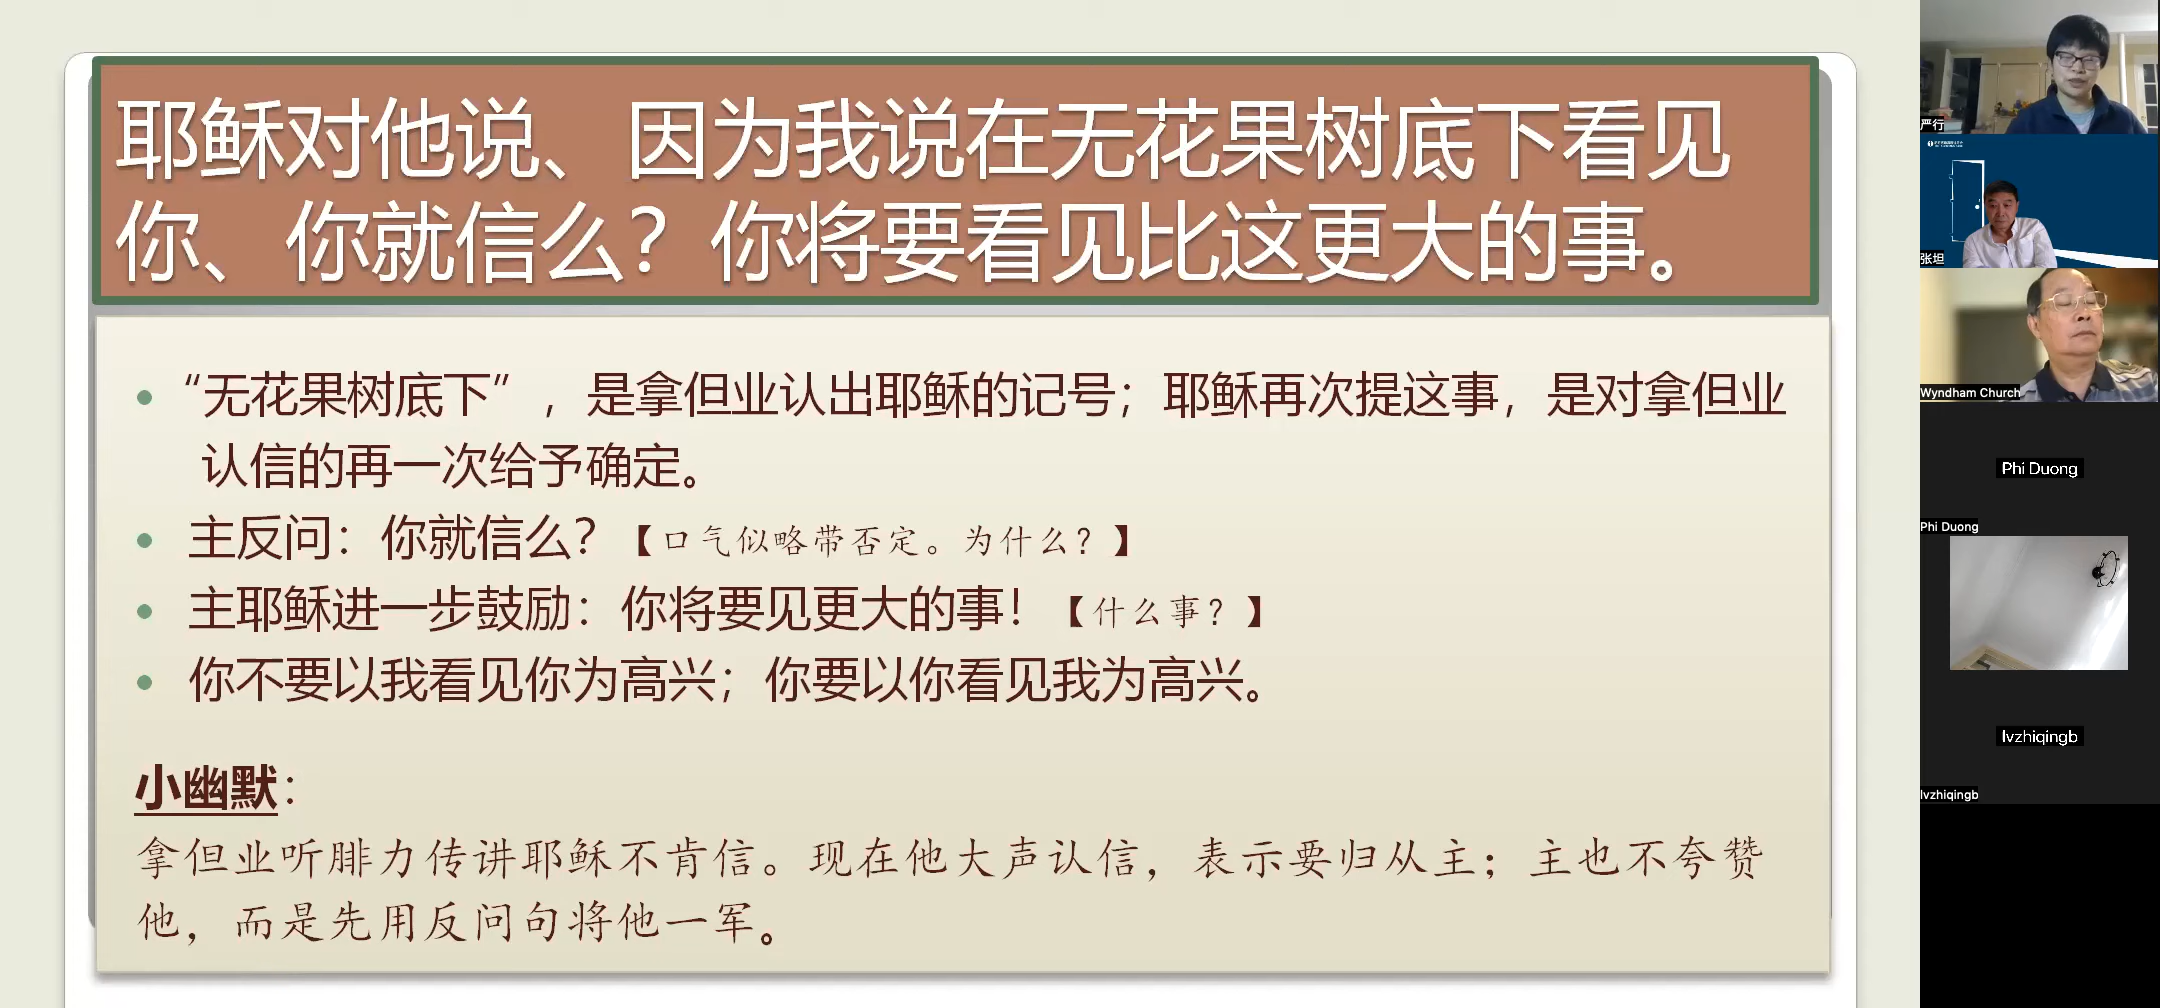 耶稣对他说、因为我说在无花果树底下看见
你、你就信么？你将要看见比这更大的事。
• “无花果树底下”，是拿但业认出耶稣的记号；耶稣再次提这事，是对拿但业
认信的再一次给予确定。
• 主反问：你就信么？【口气似略带否定。为什么？】
• 主耶稣进一步鼓励：你将要见更大的事！【什么事？】
• 你不要以我看见你为高兴；你要以你看见我为高兴。
小幽默：
拿但业听腓力传讲耶稣不肯信。现在他大声认信，表示要归从主；主也不夸赞
他，而是先用反问句将他一军。
严行
张坦
Wyndham Church
Phi Duong
Phi Duong
lvzhiqingb
lvzhiqingb